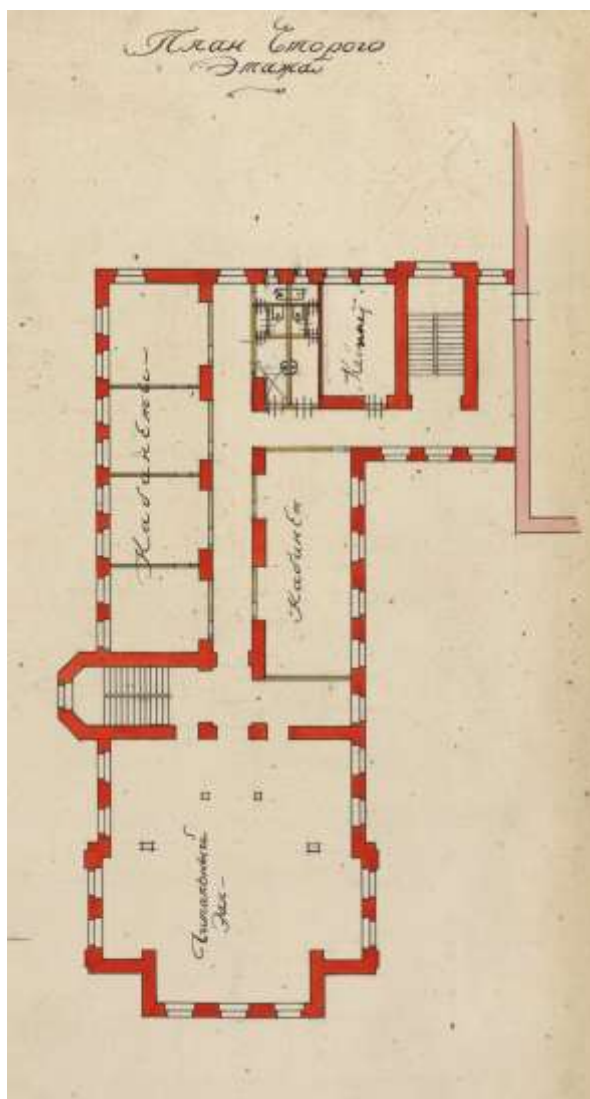 План Второго
Этажа
Кабинеты
Кабинет
Читальный
Зал